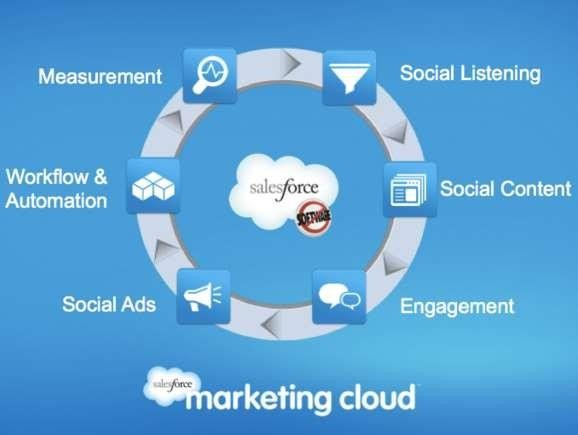 Measurement
Social Listening
Workflow &
Automation
salesforce
SOFTWARE
Social Content
Social Ads
Engagement
salesforce
marketing cloud